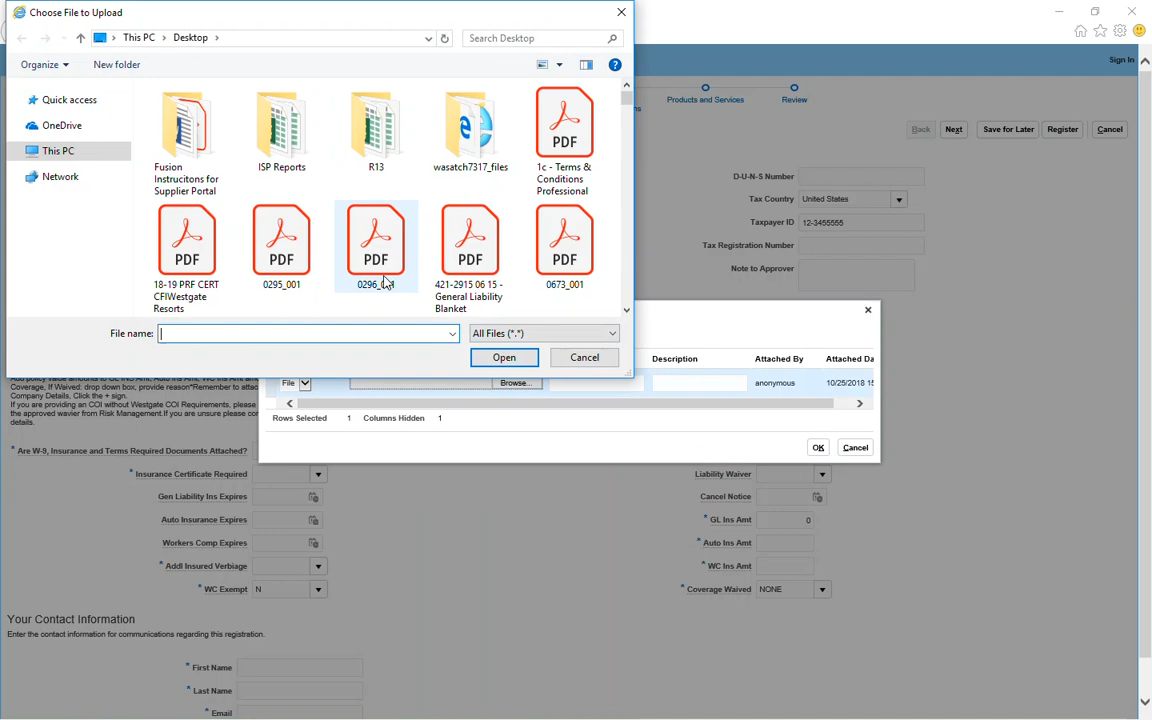 Choose File to Upload
This PC
Desktop
Search Desktop
Organize
New folder
Quick access
OneDrive
This PC
Network
Fusion
Instrucitons for
Supplier Portal
ISP Reports
R13
wasatch7317_files
PDF
1c - Terms &
Conditions
Professional
PDF
18-19 PRF CERT
CFIWestgate
Resorts
PDF
0295_001
PDF
PDF
421-2915 06 15 -
General Liability
Blanket
PDF
0673_001
File name:
All Files (*.*)
Open
Cancel
Sign In
Products and Services
Review
Back
Next
Save for Later
Register
Cancel
D-U-N-S Number
Tax Country United States
Taxpayer ID 12-3455555
Tax Registration Number
Note to Approver
Description
Attached By
Attached Da
File
Browse...
anonymous
10/25/2018 15
Rows Selected 1 Columns Hidden 1
OK
Cancel
Coverage, If Waived: drop down box, provide reason*Remember to attac
Company Details, Click the + sign.
If you are providing an COI without Westgate COI Requirements, please
the approved wavier from Risk Management.If you are unsure please con
details.
* Are W-9, Insurance and Terms Required Documents Attached?
* Insurance Certificate Required
Gen Liability Ins Expires
Auto Insurance Expires
Workers Comp Expires
* Addl Insured Verbiage
* WC Exempt N
Liability Waiver
Cancel Notice
* GL Ins Amt 0
* Auto Ins Amt
* WC Ins Amt
* Coverage Waived NONE
Your Contact Information
Enter the contact information for communications regarding this registration.
* First Name
* Last Name
* Email